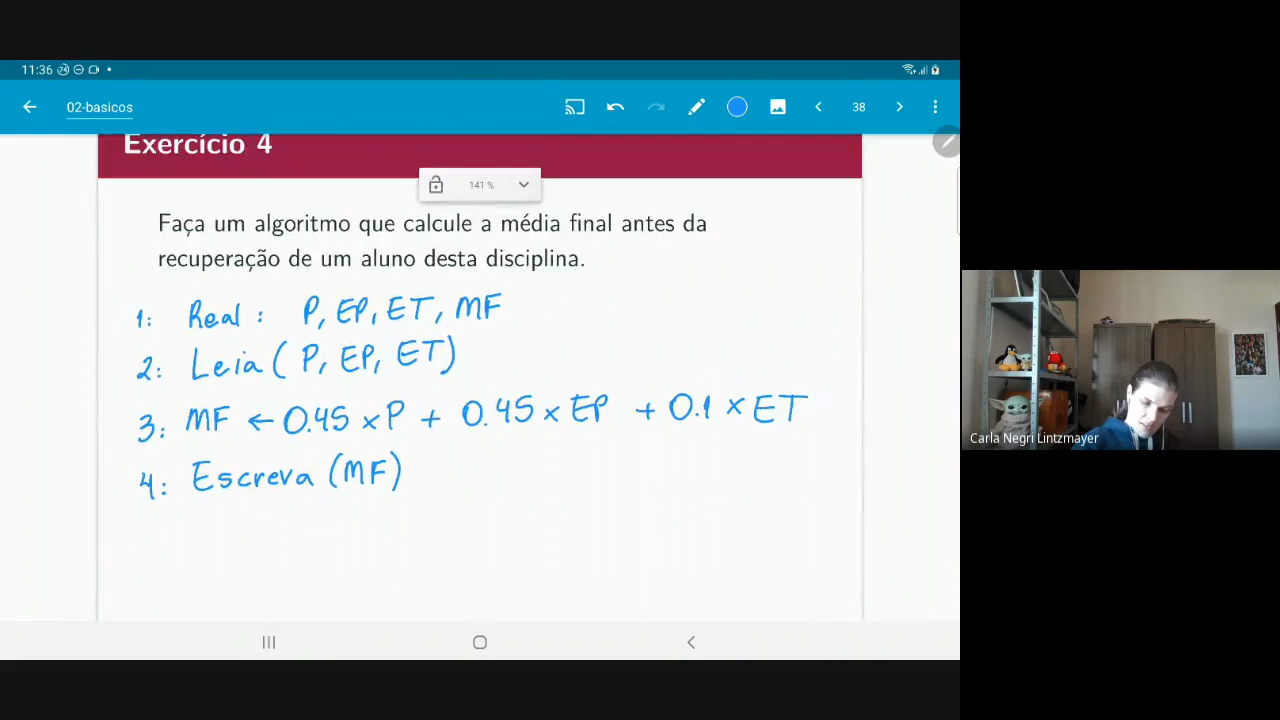 11:36 74
02-basicos
38
Exercício 4
141 %
Faça um algoritmo que calcule a média final antes da
recuperação de um aluno desta disciplina.
1: Real : P, EP, ET, MF
2: Leia ( P, EP, ET)
3: MF ← 0.45 × P + 0.45 × EP + 0.1 × ET
4: Escreva (MF)
Carla Negri Lintzmayer